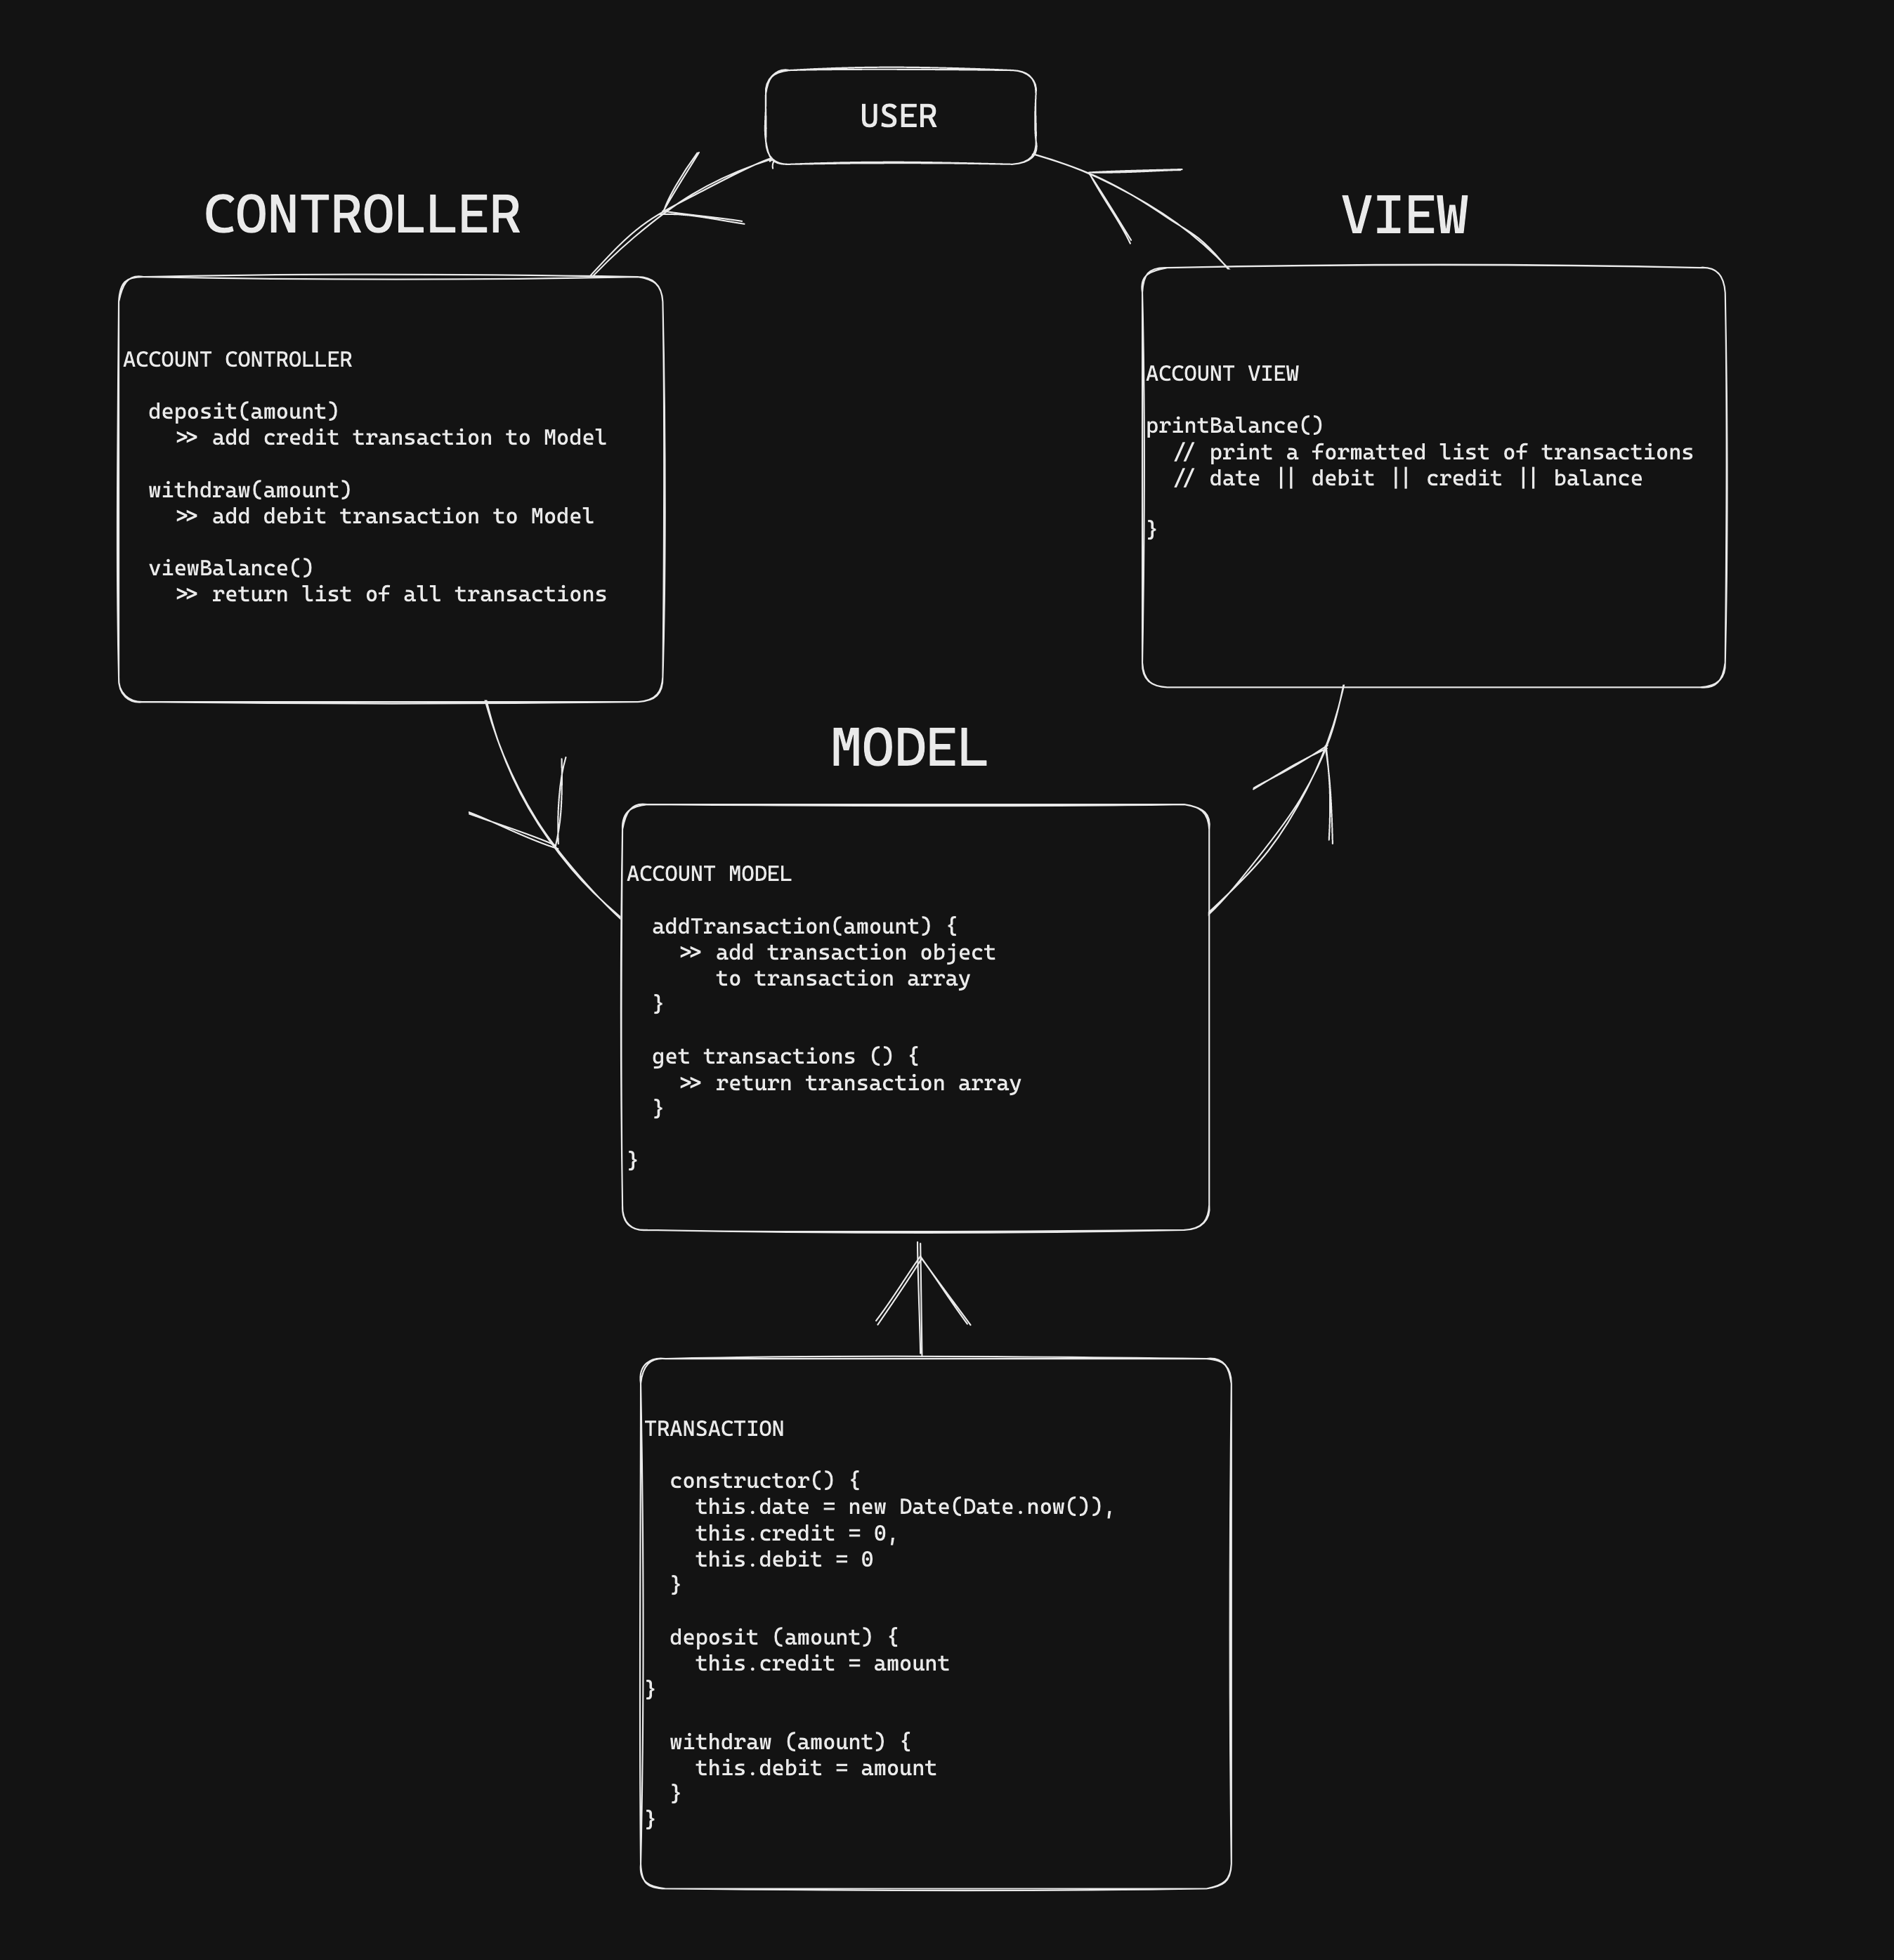 USER
CONTROLLER
ACCOUNT CONTROLLER
deposit(amount)
>> add credit transaction to Model
withdraw(amount)
>> add debit transaction to Model
viewBalance()
>> return list of all transactions
VIEW
ACCOUNT VIEW
printBalance()
// print a formatted list of transactions
// date || debit || credit || balance
}
MODEL
ACCOUNT MODEL
addTransaction(amount) {
>> add transaction object
to transaction array
}
get transactions () {
>> return transaction array
}
}
TRANSACTION
constructor() {
this.date = new Date(Date.now()),
this.credit = 0,
this.debit = 0
}
deposit (amount) {
this.credit = amount
}
withdraw (amount) {
this.debit = amount
}
}